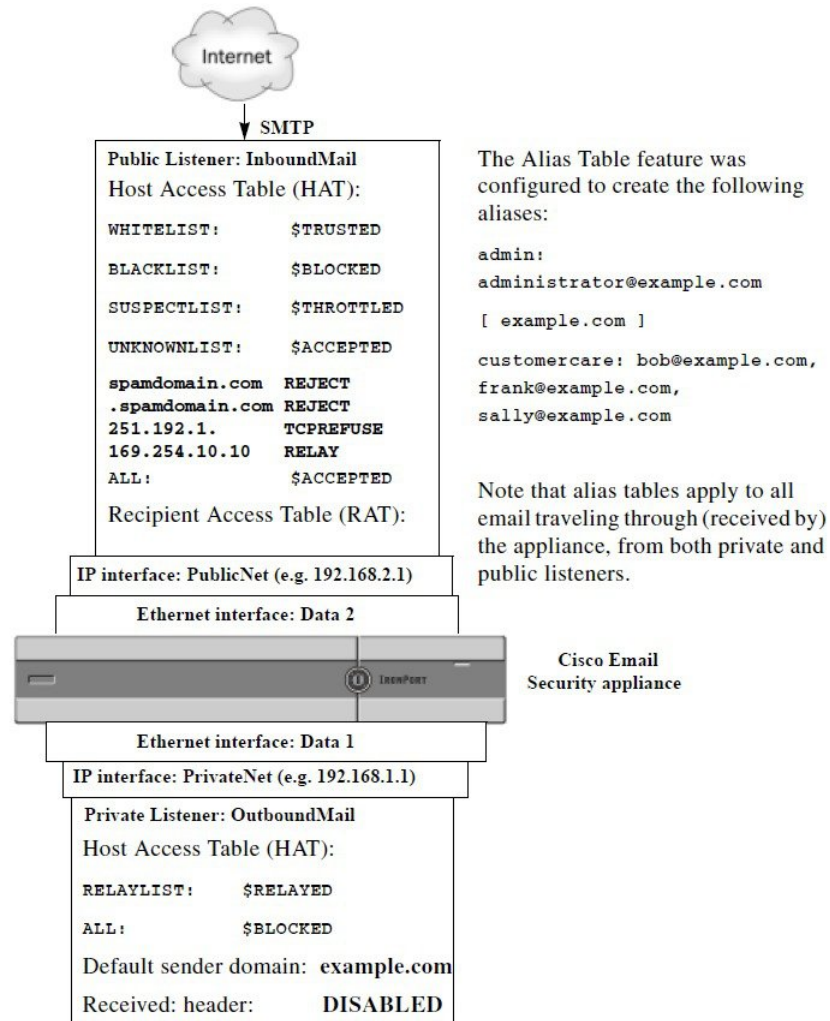 Internet
SMTP
Public Listener: InboundMail
Host Access Table (HAT):
WHITELIST: $TRUSTED
BLACKLIST: $BLOCKED
SUSPECTLIST: $THROTTLED
UNKNOWNLIST: $ACCEPTED
spamdomain.com REJECT
.spamdomain.com REJECT
251.192.1. TCPREFUSE
169.254.10.10 RELAY
ALL: $ACCEPTED
Recipient Access Table (RAT):
The Alias Table feature was
configured to create the following
aliases:
admin:
administrator@example.com
[ example.com ]
customercare: bob@example.com,
frank@example.com,
sally@example.com
Note that alias tables apply to all
email traveling through (received by)
the appliance, from both private and
public listeners.
IP interface: PublicNet (e.g. 192.168.2.1)
Ethernet interface: Data 2
IRONPORT
Cisco Email
Security appliance
Ethernet interface: Data 1
IP interface: PrivateNet (e.g. 192.168.1.1)
Private Listener: OutboundMail
Host Access Table (HAT):
RELAYLIST: $RELAYED
ALL: $BLOCKED
Default sender domain: example.com
Received: header: DISABLED